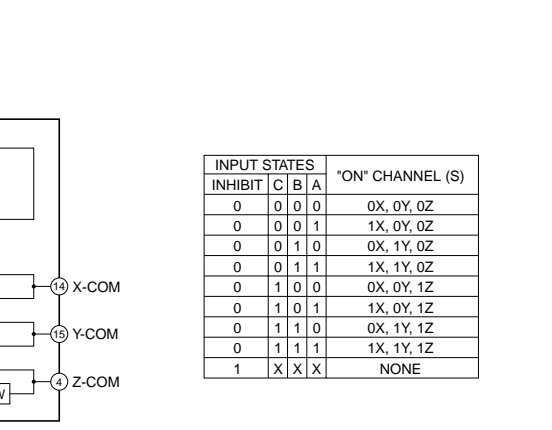 INPUT STATES
"ON" CHANNEL (S)
INHIBIT C B A
0 0 0 0 0X, 0Y, 0Z
0 0 0 1 1X, 0Y, 0Z
0 0 1 0 0X, 1Y, 0Z
0 0 1 1 1X, 1Y, 0Z
0 1 0 0 0X, 0Y, 1Z
0 1 0 1 1X, 0Y, 1Z
0 1 1 0 0X, 1Y, 1Z
0 1 1 1 1X, 1Y, 1Z
1 X X X NONE
14 X-COM
15 Y-COM
4 Z-COM